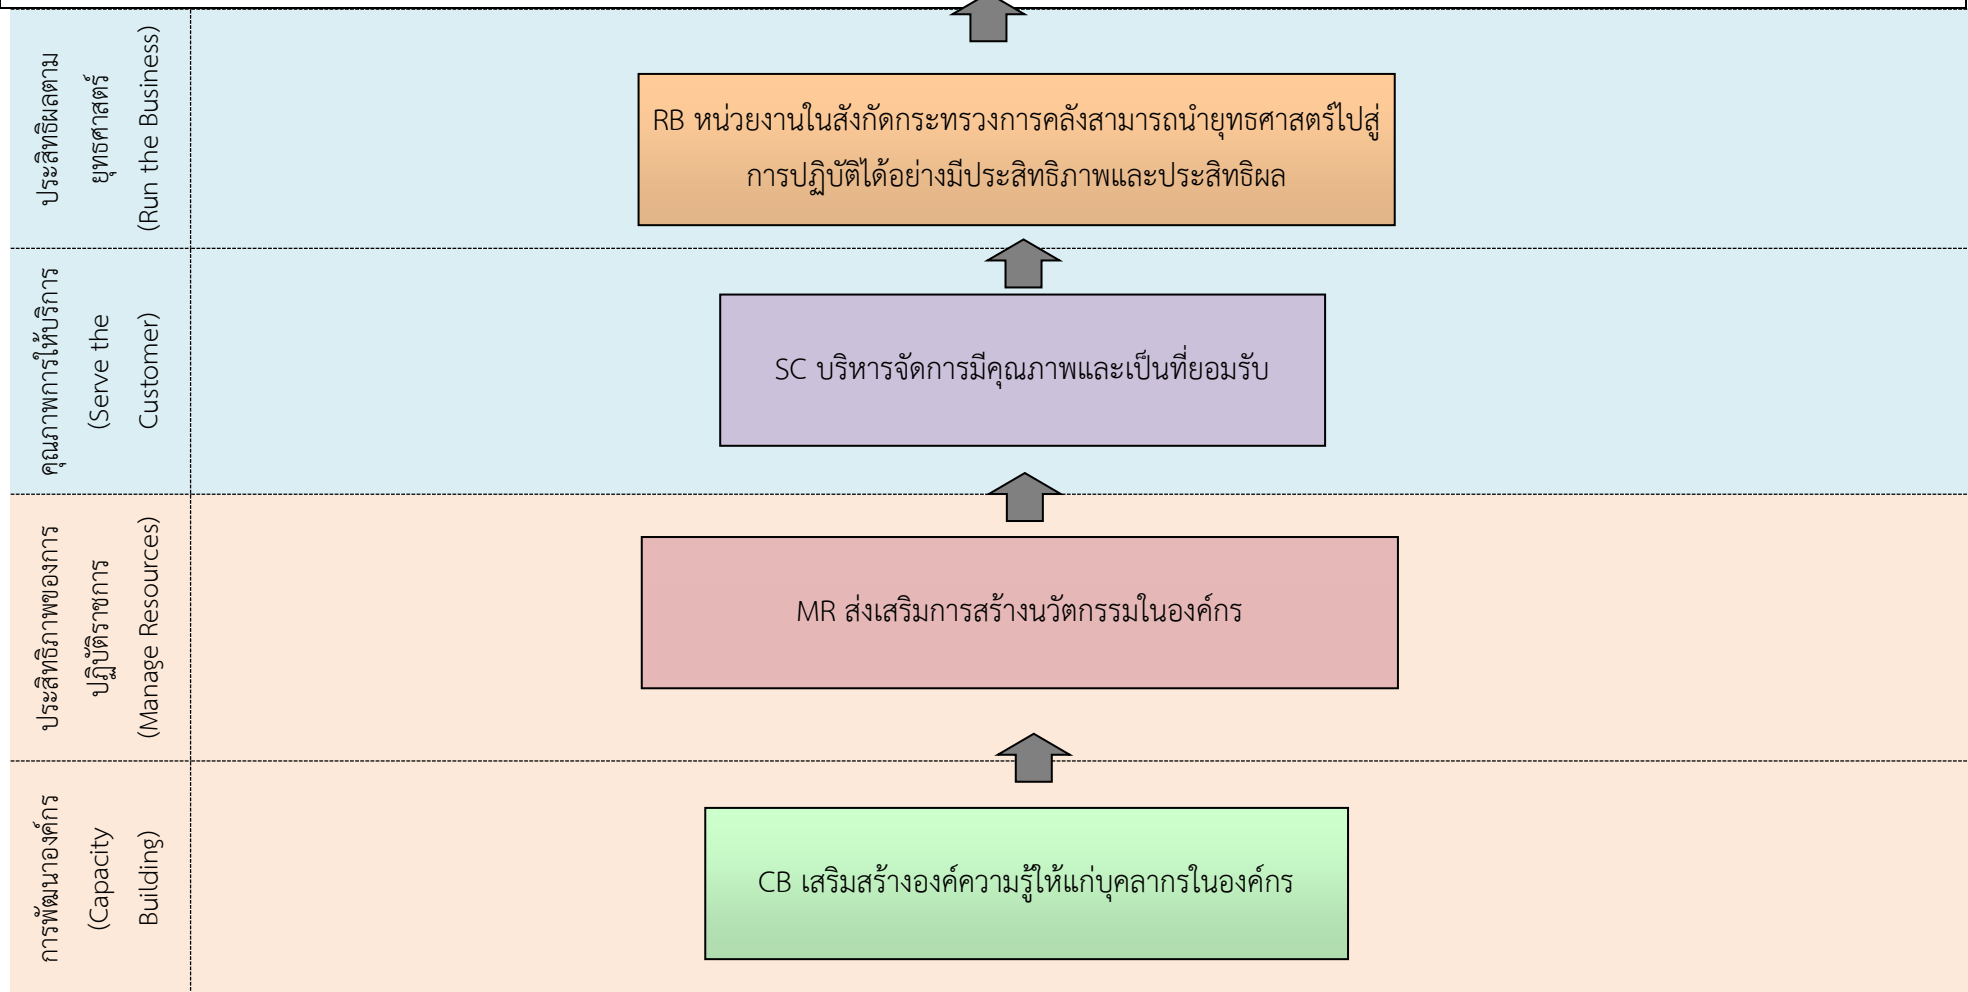 ประสิทธิผลตาม
ยุทธศาสตร์
(Run the Business)
RB หน่วยงานในสังกัดกระทรวงการคลังสามารถนำยุทธศาสตร์ไปสู่
การปฏิบัติได้อย่างมีประสิทธิภาพและประสิทธิผล
คุณภาพการให้บริการ
(Serve the
Customer)
SC บริหารจัดการมีคุณภาพและเป็นที่ยอมรับ
ประสิทธิภาพของการ
ปฏิบัติราชการ
(Manage Resources)
MR ส่งเสริมการสร้างนวัตกรรมในองค์กร
การพัฒนาองค์กร
(Capacity
Building)
CB เสริมสร้างองค์ความรู้ให้แก่บุคลากรในองค์กร